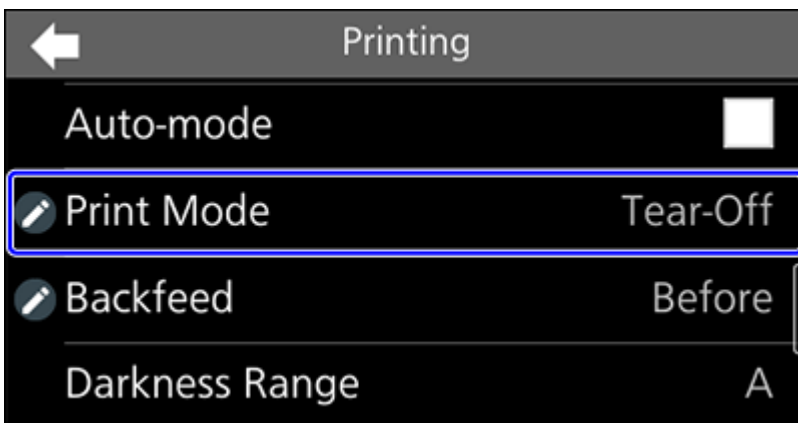 Printing
Auto-mode
Print Mode Tear-Off
Backfeed Before
Darkness Range A